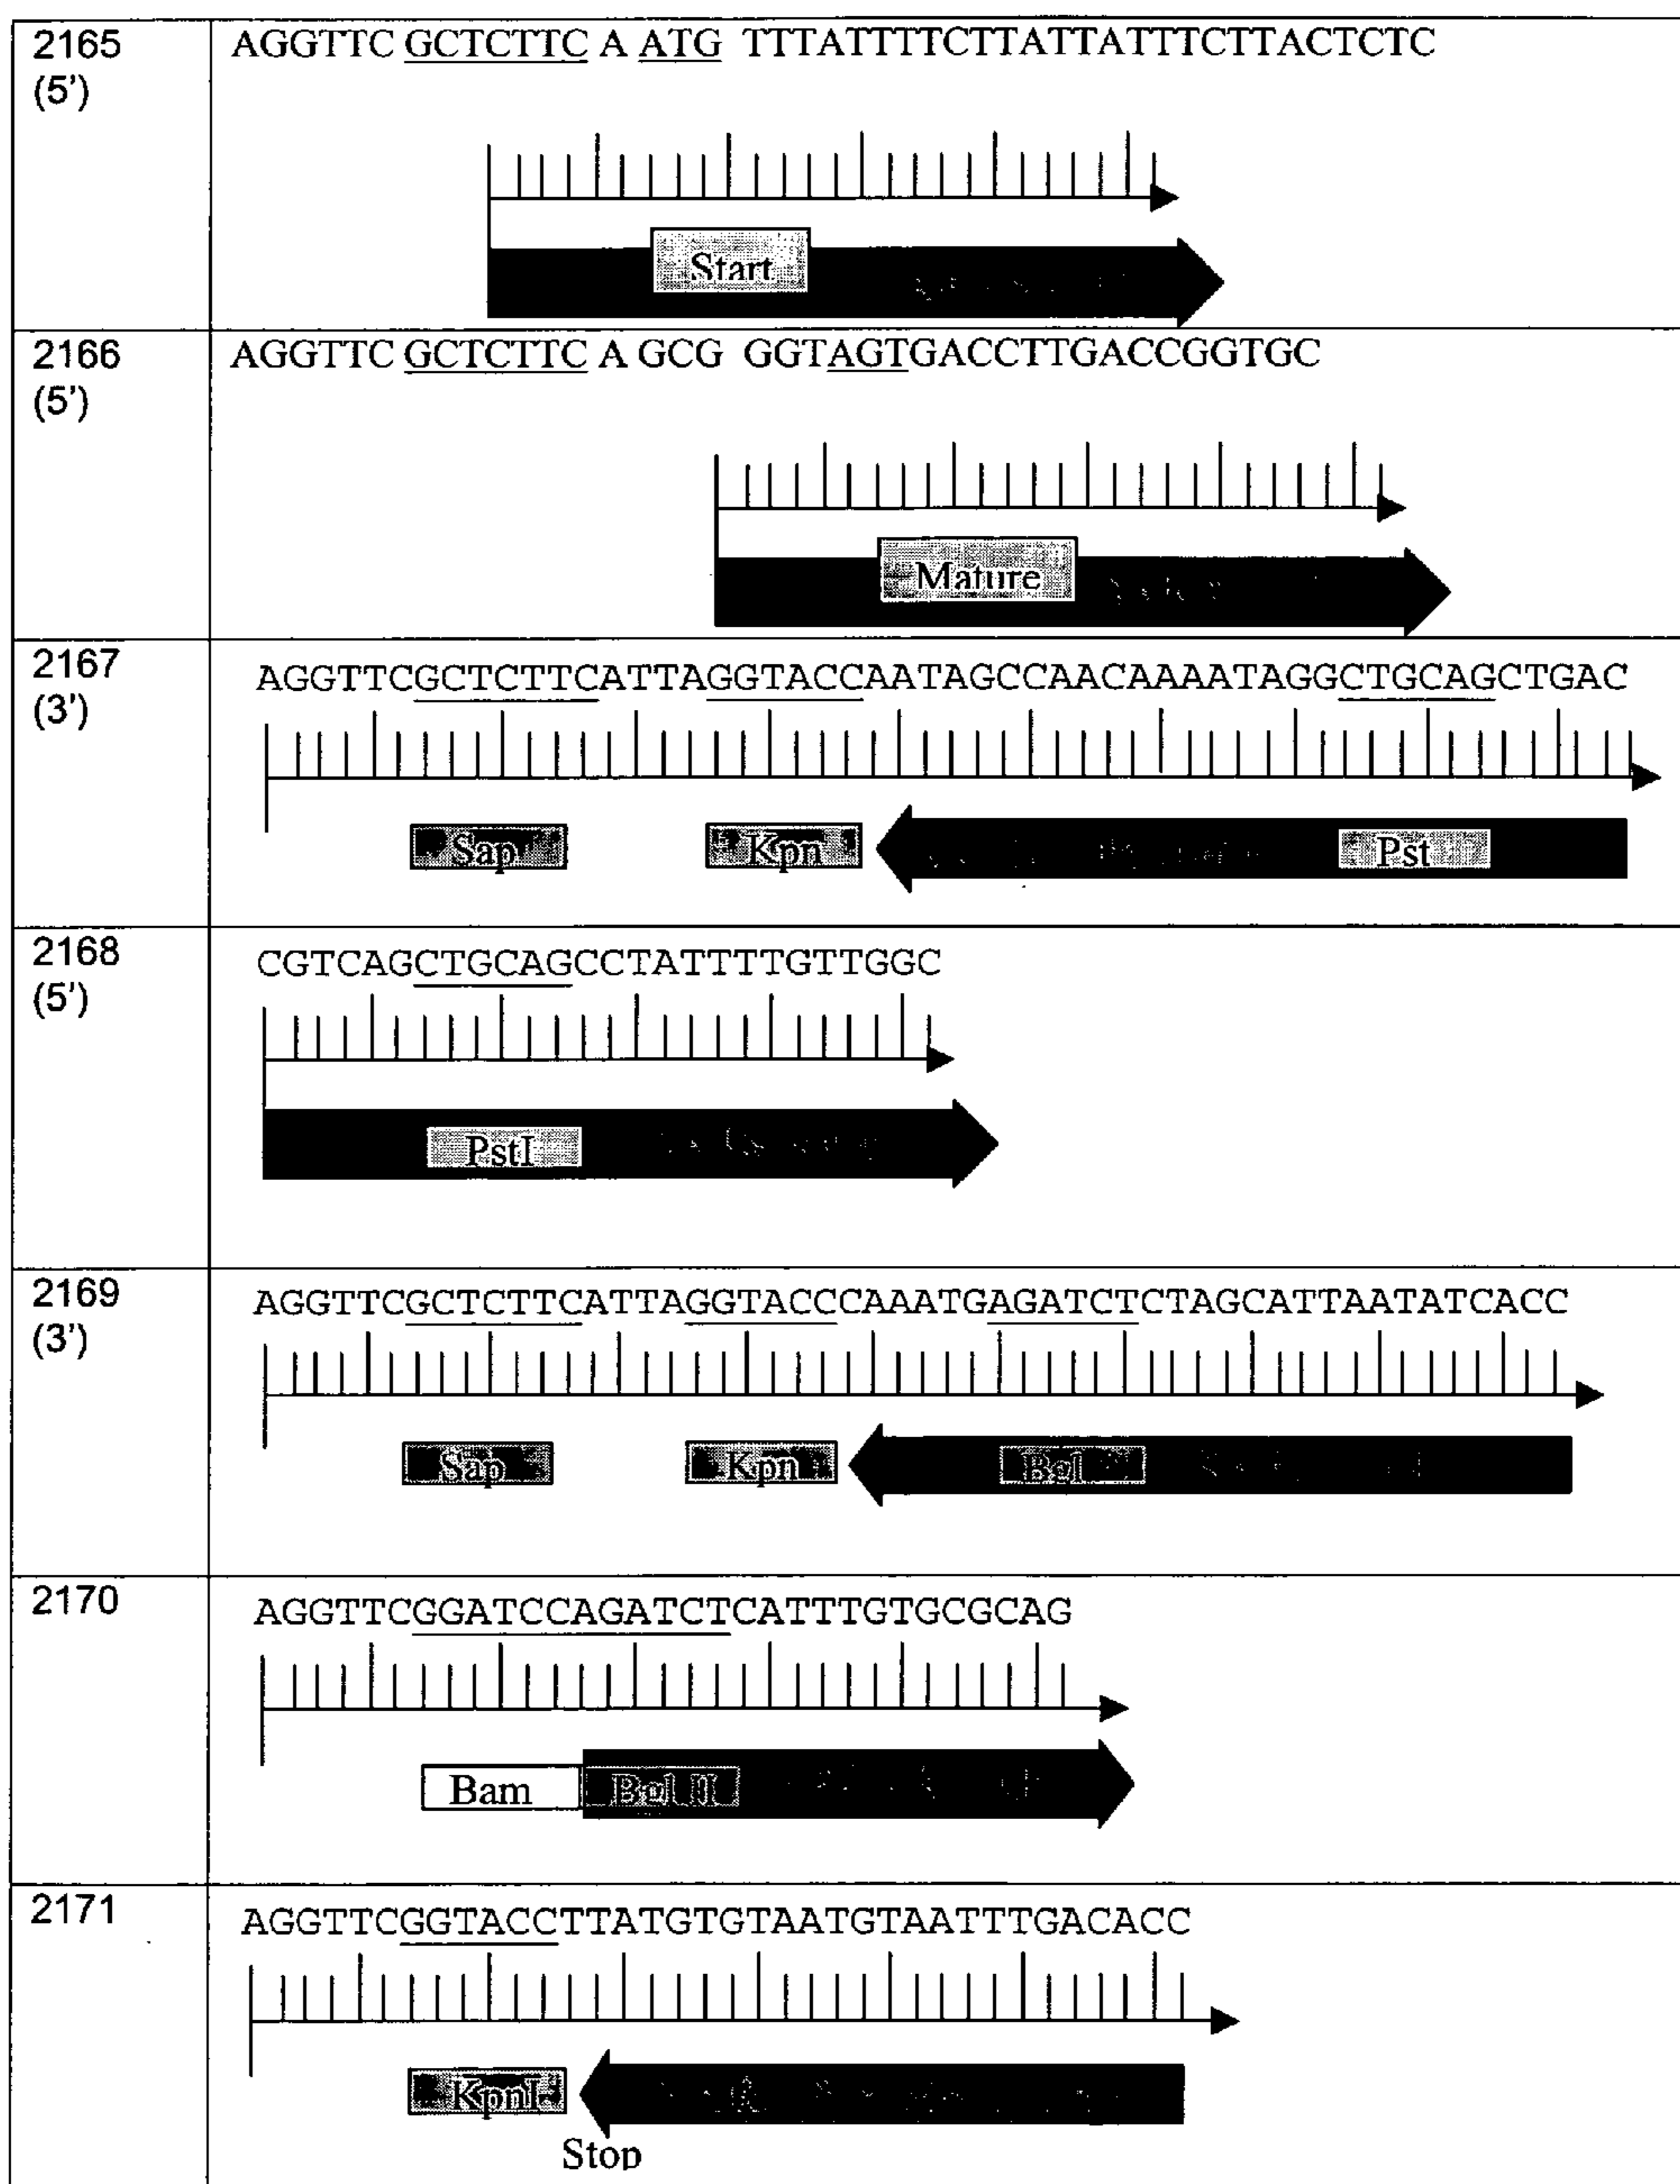 2165 AGGTTC GCTCTTC A ATG TTTATTTTCTTATTATTTCTTACTCTC
(5')
Start
2166 AGGTTC GCTCTTC A GCG GGTAGTGACCTTGACCGGTGC
(5')
Mature
2167 AGGTTCGCTCTTCATTAGGTACCAATAGCCAACAAAATAGGCTGCAGCTGAC
(3')
Sap Kpn Pst
2168 CGTCAGCTGCAGCCTATTTTGTTGGC
(5')
PstI
2169 AGGTTCGCTCTTCATTAGGTACCCAAATGAGATCTCTAGCATTAATATCACC
(3')
Sap Kpn Bgl
2170 AGGTTCGGATCCAGATCTCATTTGTGCGCAG
Bam Bgl II
2171 AGGTTCGGTACCTTATGTGTAATGTAATTTGACACC
KpnI
Stop